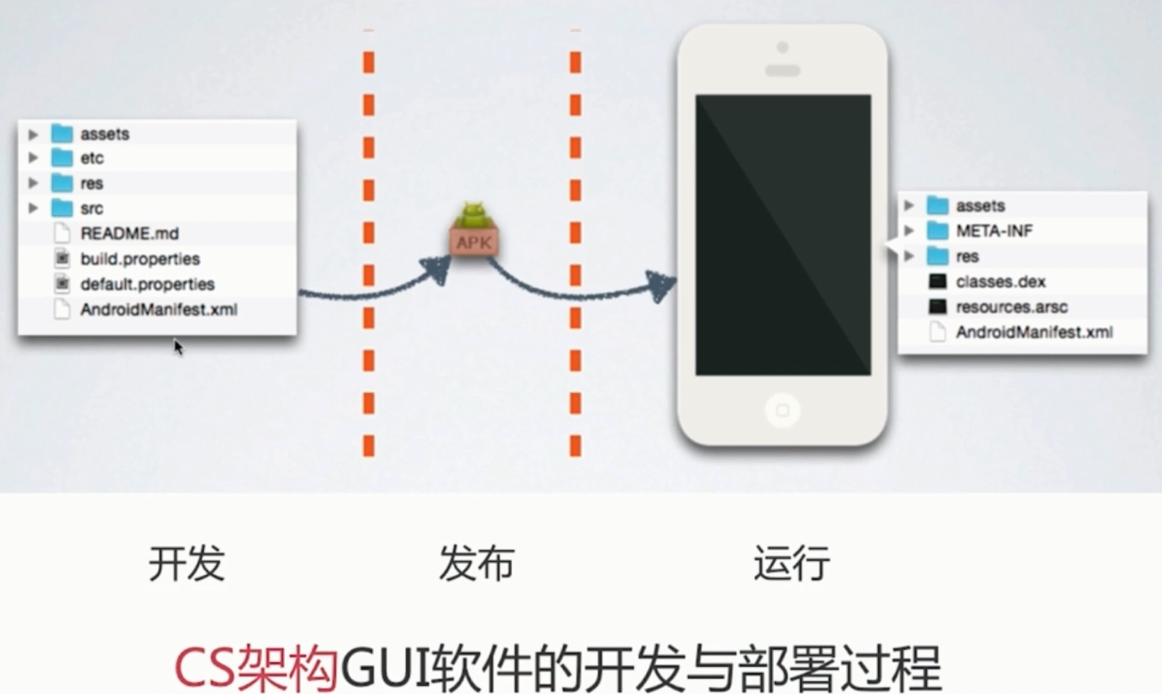 assets
etc
res
src
README.md
build.properties
default.properties
AndroidManifest.xml
APK
assets
META-INF
res
classes.dex
resources.arsc
AndroidManifest.xml
开发 发布 运行
CS架构GUI软件的开发与部署过程